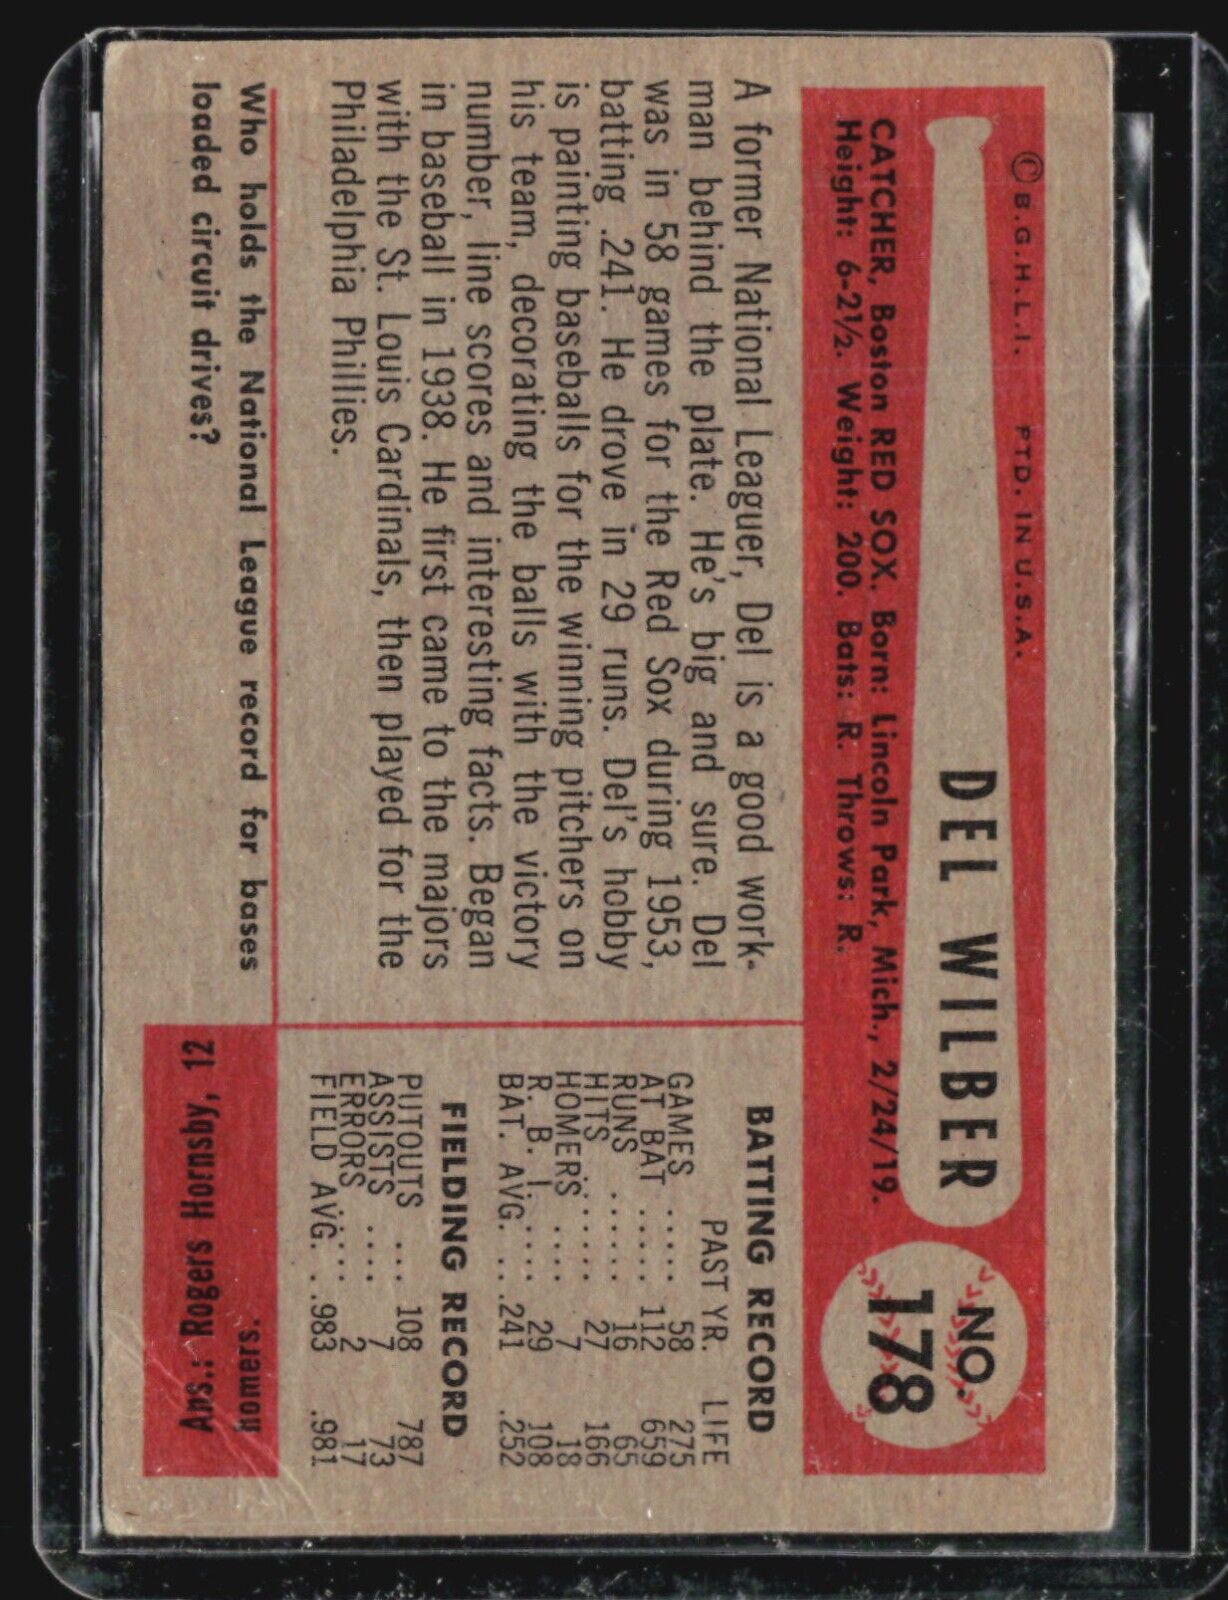 © B.G.H.L.I. PTD. IN U.S.A.
DEL WILBER
NO.
178
CATCHER, Boston RED SOX. Born: Lincoln Park, Mich., 2/24/19.
Height: 6-2½. Weight: 200. Bats: R. Throws: R.
A former National Leaguer, Del is a good work-
man behind the plate. He's big and sure. Del
was in 58 games for the Red Sox during 1953,
batting .241. He drove in 29 runs. Del's hobby
is painting baseballs for the winning pitchers on
his team, decorating the balls with the victory
number, line scores and interesting facts. Began
in baseball in 1938. He first came to the majors
with the St. Louis Cardinals, then played for the
Philadelphia Phillies.
BATTING RECORD
PAST YR. LIFE
GAMES ..... 58 275
AT BAT ..... 112 659
RUNS ..... 16 65
HITS ...... 27 166
HOMERS .... 7 18
R. B. I. .... 29 108
BAT. AVG. .. .241 .252
FIELDING RECORD
PUTOUTS ... 108 787
ASSISTS .... 7 73
ERRORS ..... 2 17
FIELD AVG. .. .983 .981
Who holds the National League record for bases
loaded circuit drives?
Ans.: Rogers Hornsby, 12
homers.